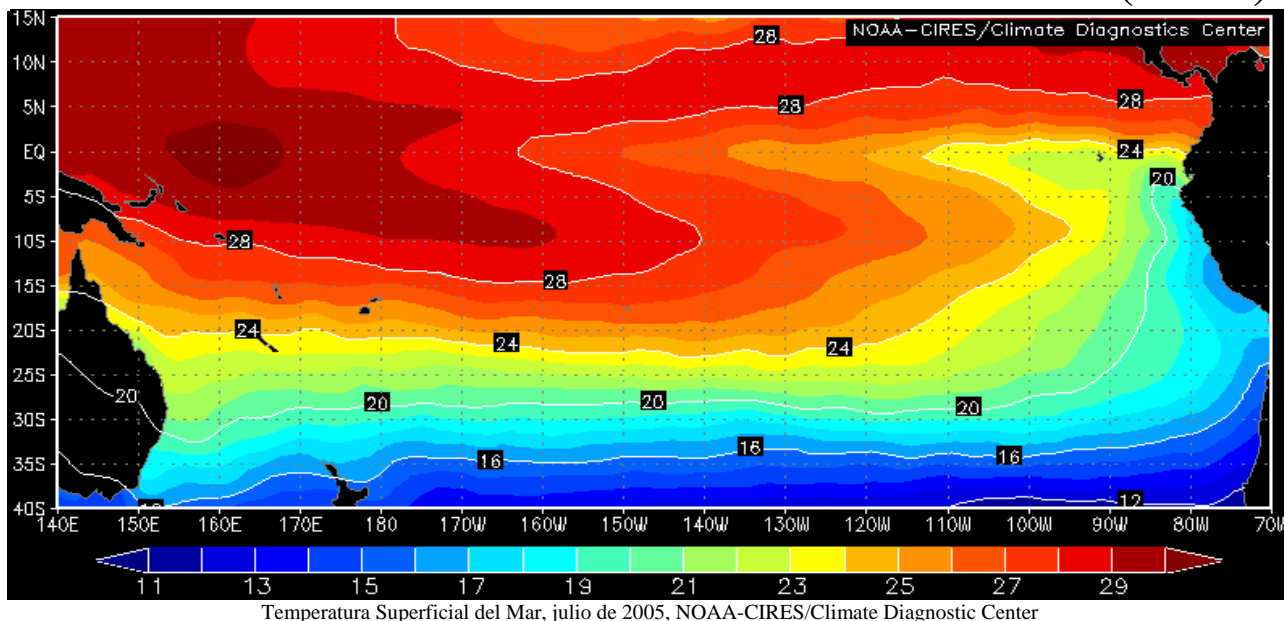 15N
NOAA-CIRES/Climate Diagnostics Center
28
10N
5N
28
28
EQ
24
20
5S
28
10S
28
15S
24
24
24
20S
25S
20
20
20
20
30S
16
16
35S
12
40S
140E 150E 160E 170E 180 170W 160W 150W 140W 130W 120W 110W 100W 90W 80W 70W
11 13 15 17 19 21 23 25 27 29
Temperatura Superficial del Mar, julio de 2005, NOAA-CIRES/Climate Diagnostic Center